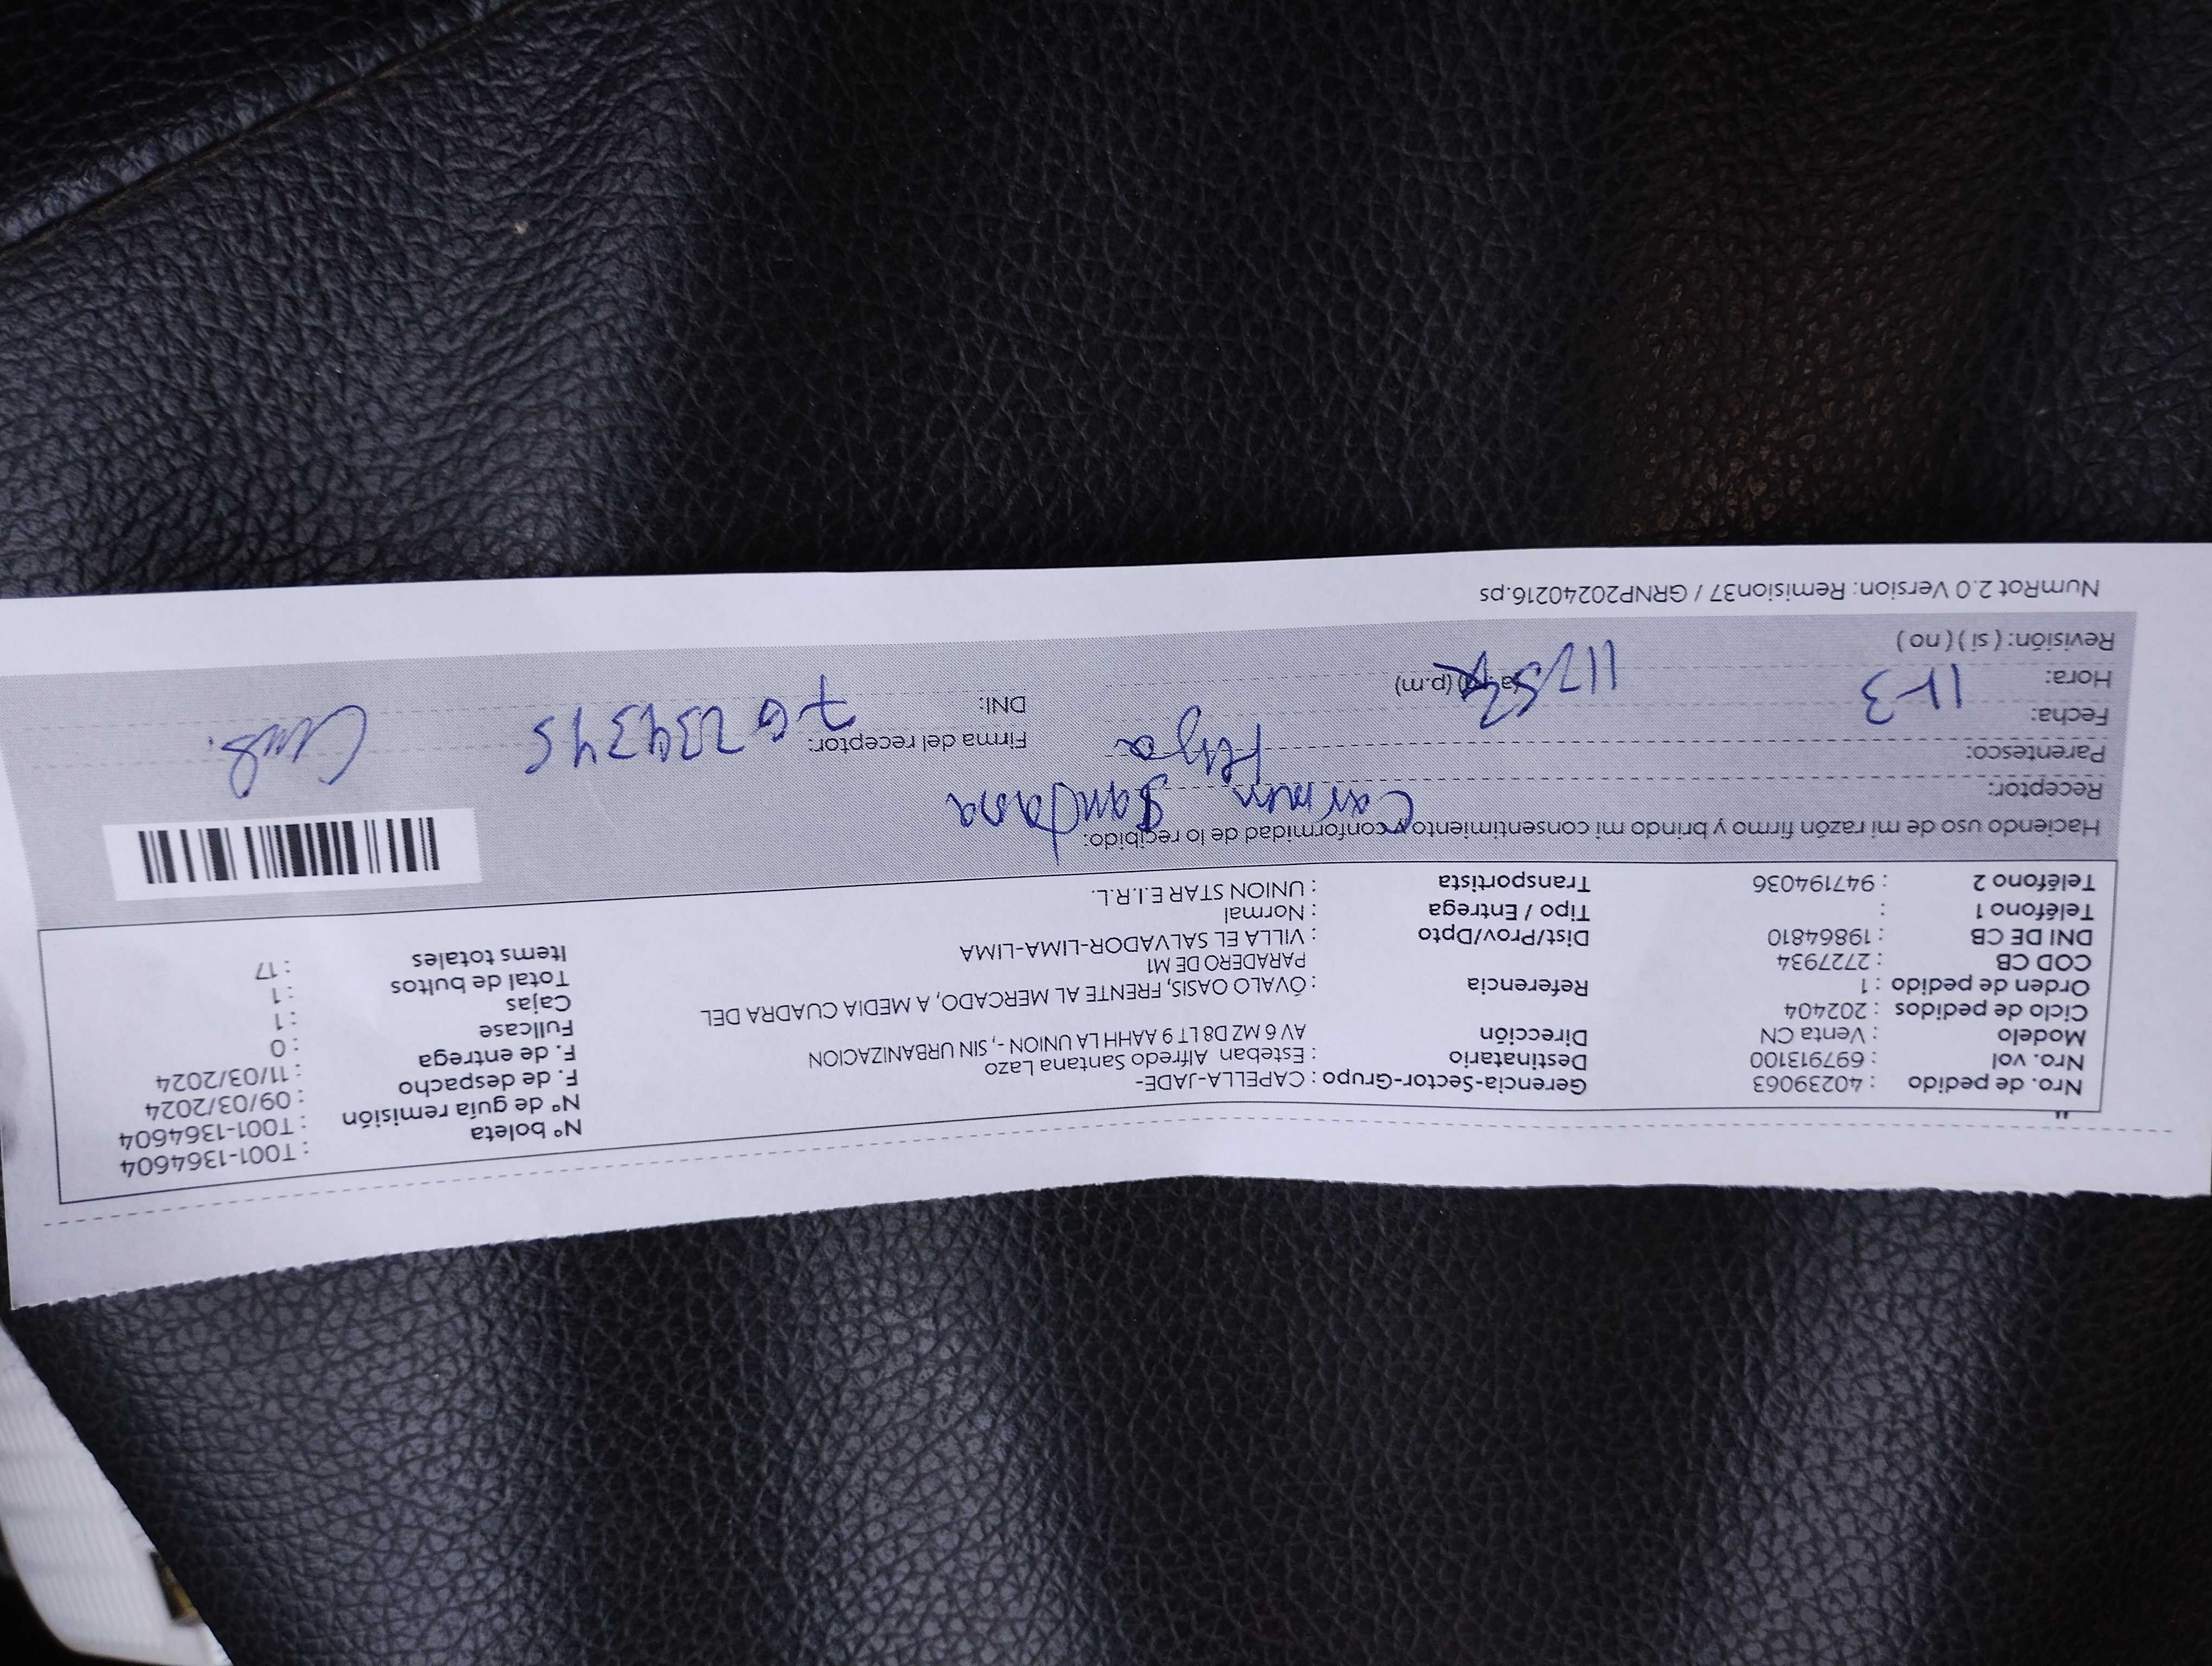 "
Nro. de pedido : 40239063
Nro. vol : 697913100
Modelo : Venta CN
Ciclo de pedidos : 202404
Orden de pedido : 1
COD CB : 2727934
DNI DE CB : 19864810
Teléfono 1 :
Teléfono 2 : 947194036
Gerencia-Sector-Grupo : CAPELLA-JADE-
Destinatario : Esteban Alfredo Santana Lazo
Dirección AV 6 MZ D8 LT 9 AAHH LA UNION -, SIN URBANIZACION
Referencia : ÓVALO OASIS, FRENTE AL MERCADO, A MEDIA CUADRA DEL
PARADERO DE M1
Dist/Prov/Dpto : VILLA EL SALVADOR-LIMA-LIMA
Tipo / Entrega : Normal
Transportista : UNION STAR E.I.R.L.
N° boleta : T001-1364604
N° de guía remisión : T001-1364604
F. de despacho : 09/03/2024
F. de entrega : 11/03/2024
Fullcase : 0
Cajas : 1
Total de bultos : 1
Items totales : 17
Haciendo uso de mi razón firmo y brindo mi consentimiento y conformidad de lo recibido:
Receptor: Carmen Santana
Parentesco: Hija
Fecha: 11-3
Hora: (p.m)
Revisión: ( si ) ( no )
Firma del receptor:
DNI: 76234345
NumRot 2.0 Version: Remision37 / GRNP20240216.ps